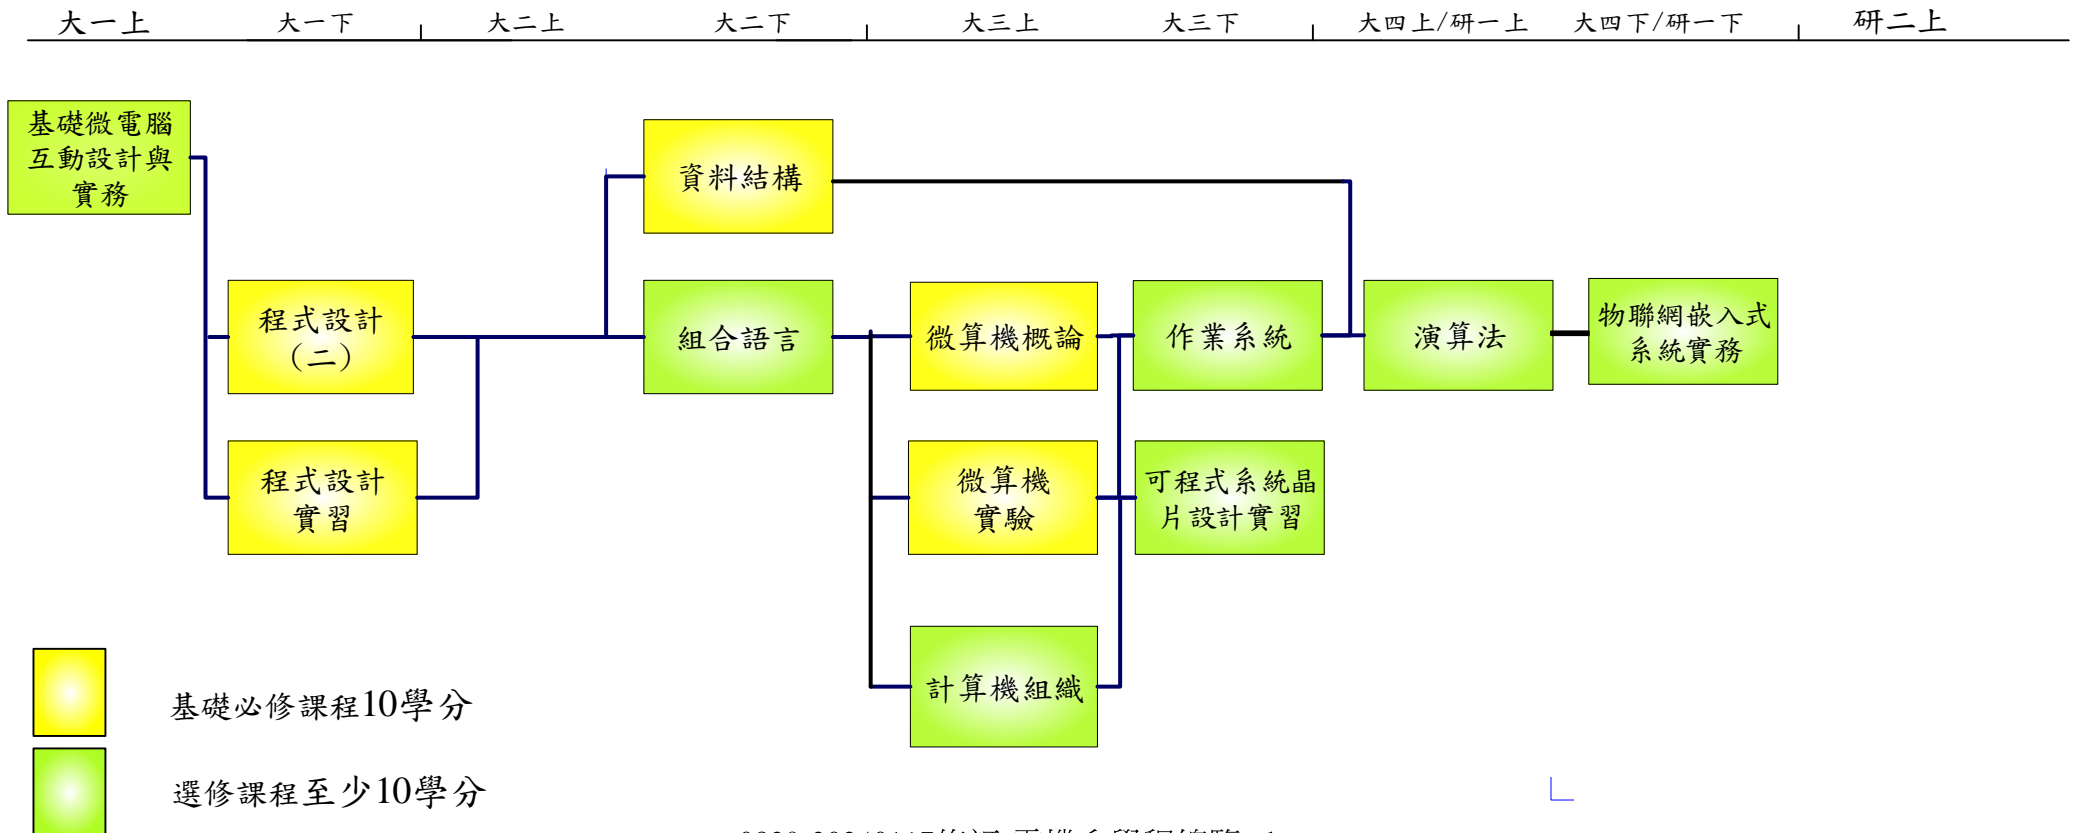 大一上 大一下 大二上 大二下 大三上 大三下 大四上/研一上 大四下/研一下 研二上
基礎微電腦
互動設計與
實務
資料結構
程式設計
(二)
組合語言
微算機概論
作業系統
演算法
物聯網嵌入式
系統實務
程式設計
實習
微算機
實驗
可程式系統晶
片設計實習
計算機組織
基礎必修課程10學分
選修課程至少10學分